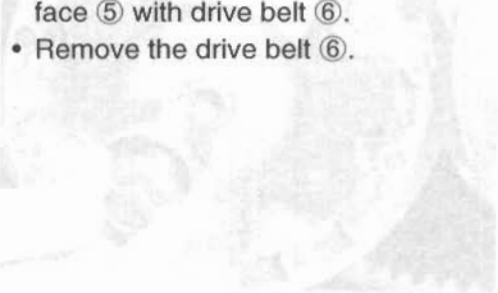 face ⑤ with drive belt ⑥.
• Remove the drive belt ⑥.